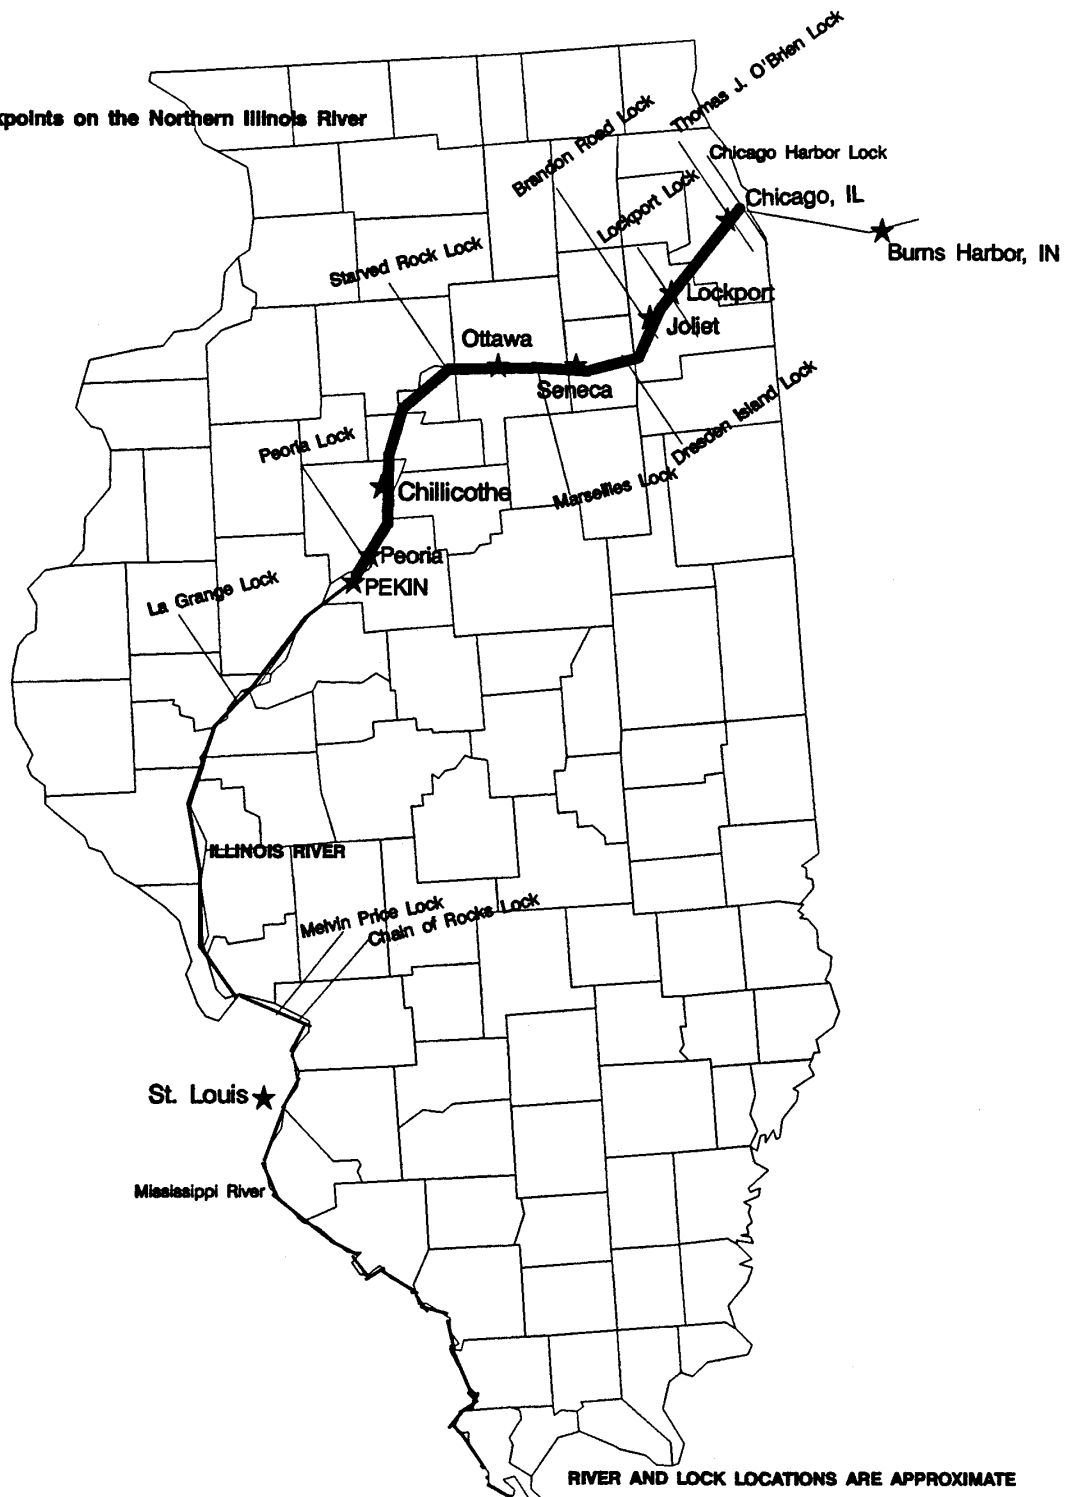 Thomas J. O'Brien Lock
kpoints on the Northern Illinois River
Brandon Road Lock
Chicago Harbor Lock
Lockport Lock
Chicago, IL
Burns Harbor, IN
Starved Rock Lock
Lockport
Joliet
Ottawa
Seneca
Dresden Island Lock
Peoria Lock
Marseilles Lock
Chillicothe
Peoria
PEKIN
La Grange Lock
ILLINOIS RIVER
Melvin Price Lock
Chain of Rocks Lock
St. Louis
Mississippi River
RIVER AND LOCK LOCATIONS ARE APPROXIMATE